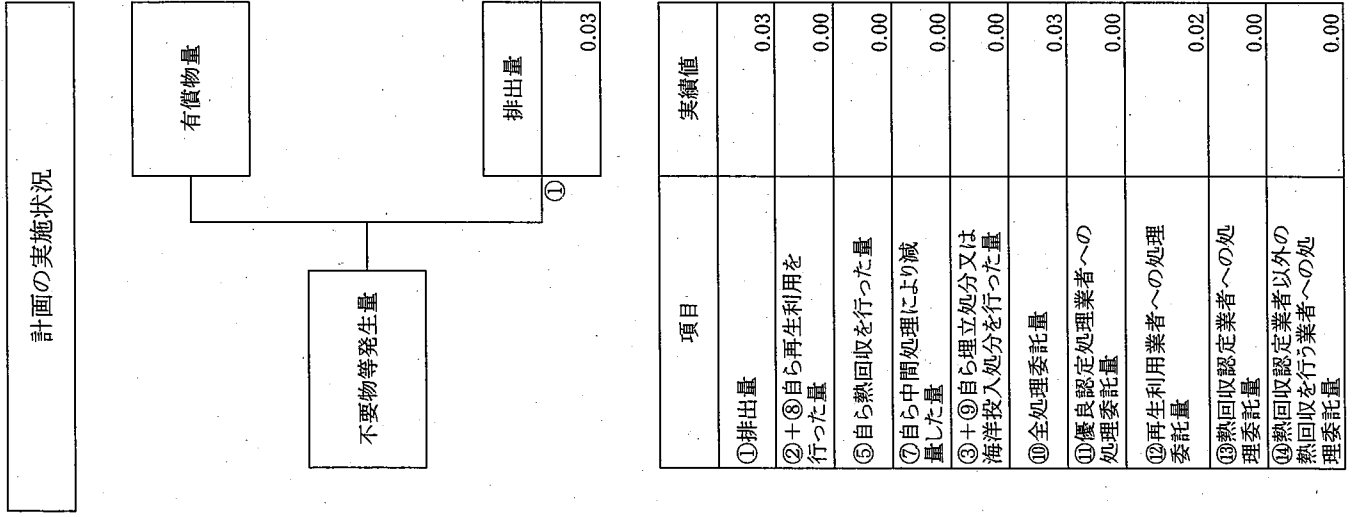 計画の実施状況
有償物量
不要物等発生量
排出量
①
0.03
項目
実績値
①排出量
0.03
②+⑧自ら再生利用を
行った量
0.00
⑤自ら熱回収を行った量
0.00
⑦自ら中間処理により減
量した量
0.00
③+⑨自ら埋立処分又は
海洋投入処分を行った量
0.00
⑩全処理委託量
0.03
⑪優良認定処理業者への
処理委託量
0.00
⑫再生利用業者への処理
委託量
0.02
⑬熱回収認定業者への処
理委託量
0.00
⑭熱回収認定業者以外の
熱回収を行う業者への処
理委託量
0.00